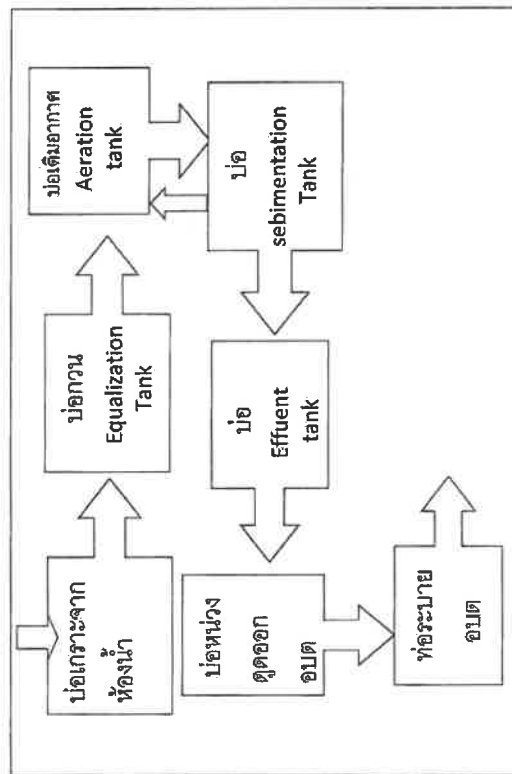 บ่อเกราะจาก
ห้องน้ำ
บ่อกวน
Equalization
Tank
บ่อเติมอากาศ
Aeration
tank
บ่อ
sebimentation
Tank
บ่อ
Effuent
tank
บ่อหน่วง
ดูดออก
อบต
ท่อระบาย
อบต